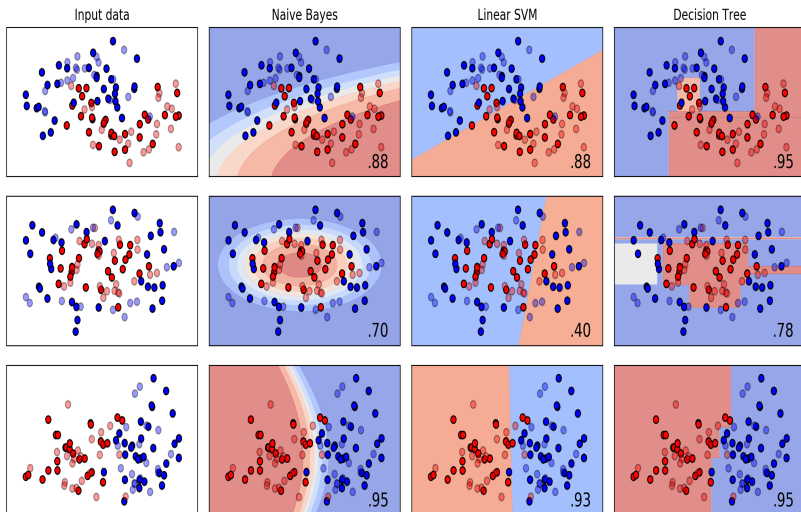 Input data Naive Bayes Linear SVM Decision Tree
.88 .88 .95
.70 .40 .78
.95 .93 .95